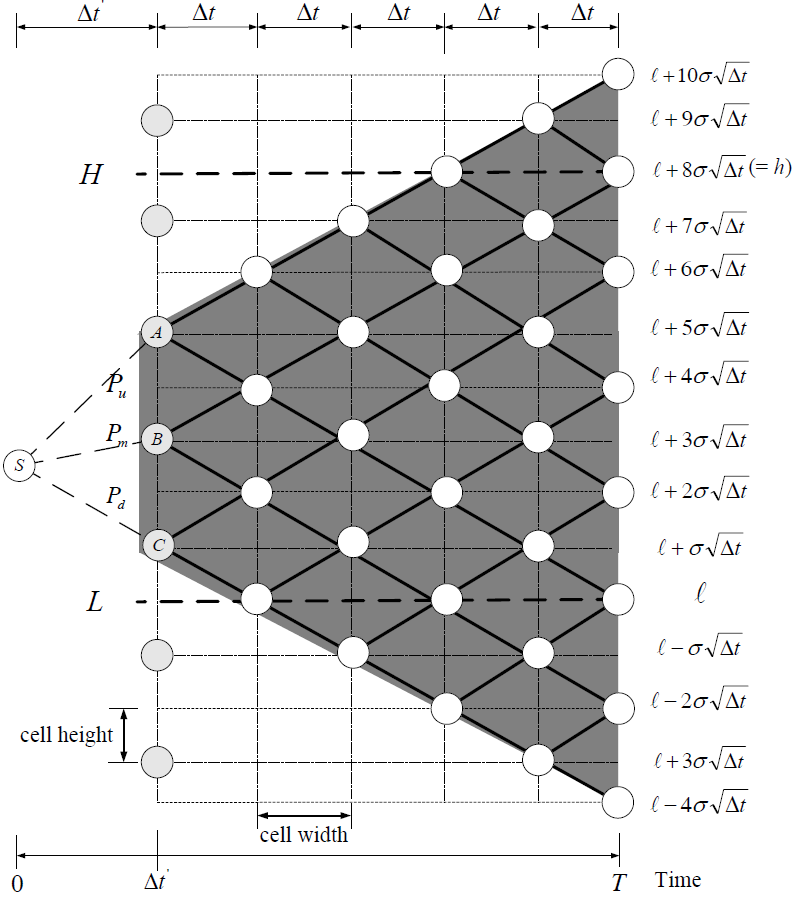 Δt' Δt Δt Δt Δt Δt
ℓ+10σ√Δt
ℓ+9σ√Δt
H ℓ+8σ√Δt (= h)
ℓ+7σ√Δt
ℓ+6σ√Δt
A ℓ+5σ√Δt
P_u ℓ+4σ√Δt
P_m B ℓ+3σ√Δt
S
P_d ℓ+2σ√Δt
C ℓ+σ√Δt
L ℓ
ℓ−σ√Δt
ℓ−2σ√Δt
cell height
ℓ+3σ√Δt
ℓ−4σ√Δt
cell width
0 Δt' T Time